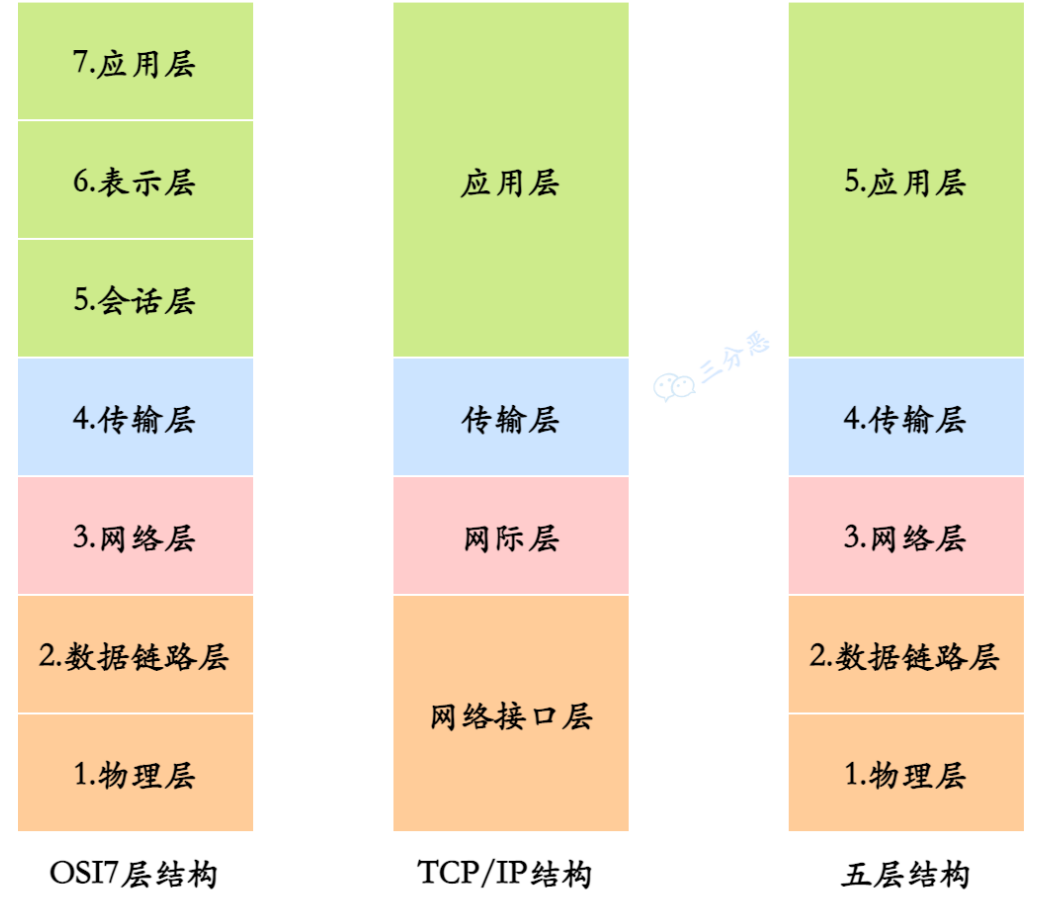 7.应用层
6.表示层
5.会话层
4.传输层
3.网络层
2.数据链路层
1.物理层
OSI7层结构
应用层
传输层
网际层
网络接口层
TCP/IP结构
三分恶
5.应用层
4.传输层
3.网络层
2.数据链路层
1.物理层
五层结构